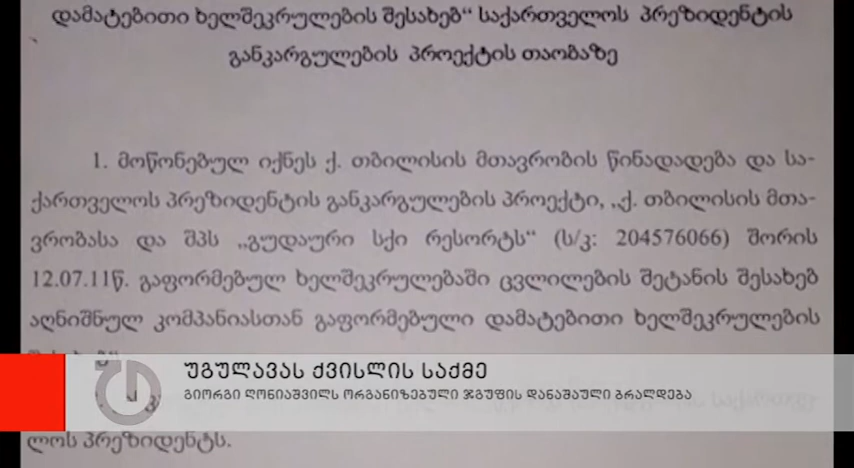 დამატებითი ხელშეკრულების შესახებ“ საქართველოს პრეზიდენტის
განკარგულების პროექტის თაობაზე
1. მოწონებულ იქნეს ქ. თბილისის მთავრობის წინადადება და სა-
ქართველოს პრეზიდენტის განკარგულების პროექტი, „ქ. თბილისის მთა-
ვრობასა და შპს „გუდაური სქი რესორტს“ (ს/კ: 204576066) შორის
12.07.11წ. გაფორმებულ ხელშეკრულებაში ცვლილების შეტანის შესახებ
აღნიშნულ კომპანიასთან გაფორმებული დამატებითი ხელშეკრულების
უგულავას ქვისლის საქმე
გიორგი ღონიაშვილს ორგანიზებული ჯგუფის დანაშაული ბრალდება
ლოს პრეზიდენტს.